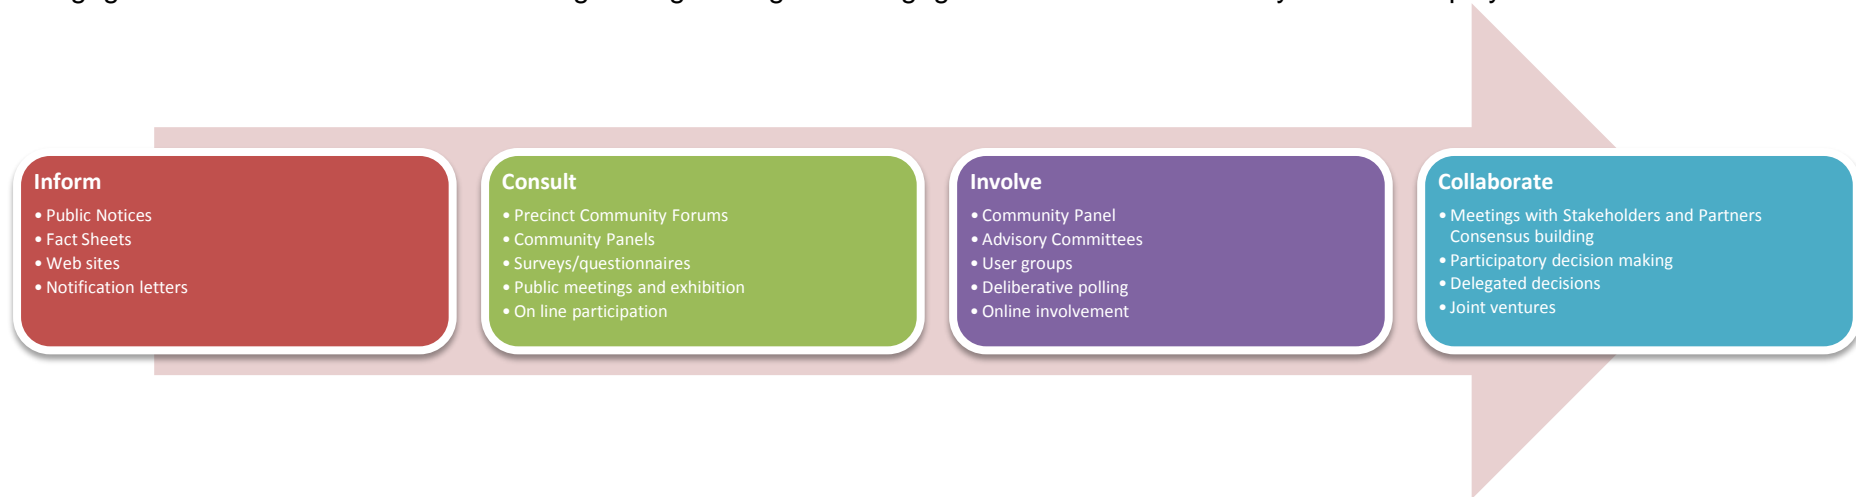 Inform
• Public Notices
• Fact Sheets
• Web sites
• Notification letters
Consult
• Precinct Community Forums
• Community Panels
• Surveys/questionnaires
• Public meetings and exhibition
• On line participation
Involve
• Community Panel
• Advisory Committees
• User groups
• Deliberative polling
• Online involvement
Collaborate
• Meetings with Stakeholders and Partners
Consensus building
• Participatory decision making
• Delegated decisions
• Joint ventures